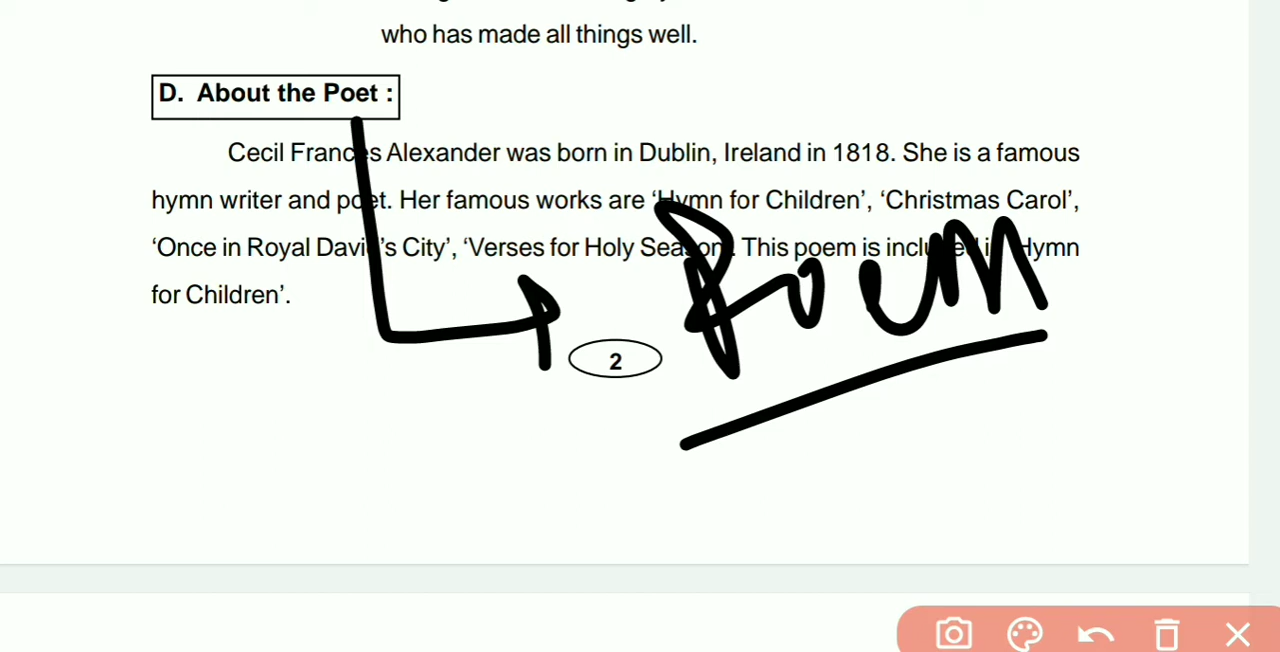 who has made all things well.
D. About the Poet :
Cecil Frances Alexander was born in Dublin, Ireland in 1818. She is a famous
hymn writer and poet. Her famous works are ‘Hymn for Children’, ‘Christmas Carol’,
‘Once in Royal David’s City’, ‘Verses for Holy Season’. This poem is included in ‘Hymn
for Children’.
Poem
2